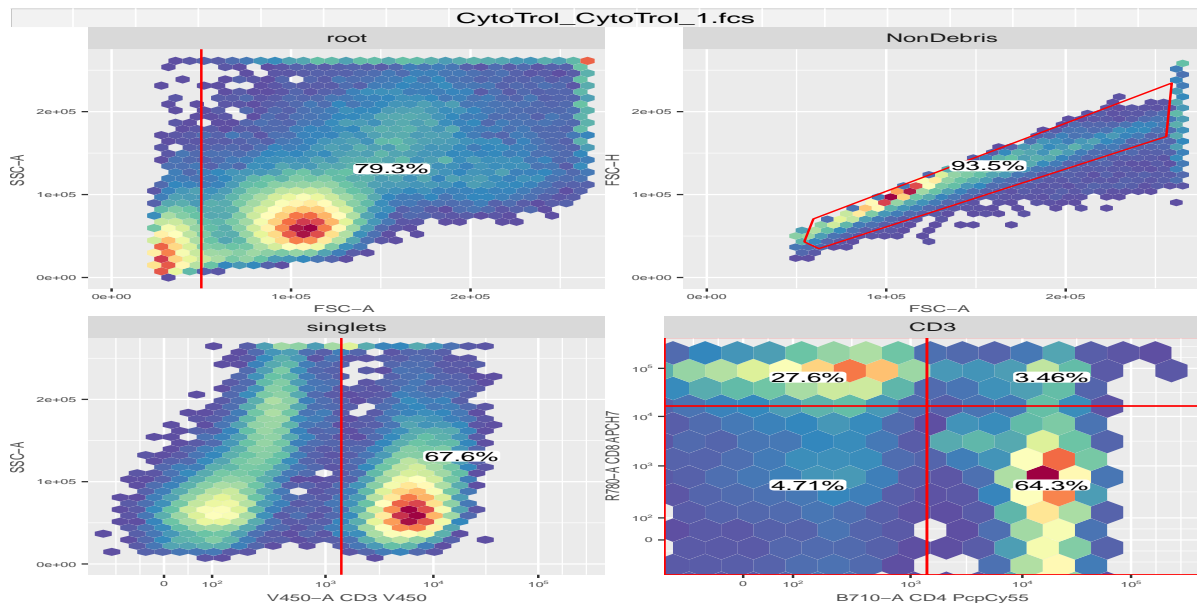 CytoTrol_CytoTrol_1.fcs
root
NonDebris
2e+05
1e+05
0e+00
SSC-A
79.3%
0e+00
1e+05
2e+05
FSC-A
2e+05
1e+05
0e+00
FSC-H
93.5%
0e+00
1e+05
2e+05
FSC-A
singlets
CD3
2e+05
1e+05
0e+00
SSC-A
67.6%
0
10²
10³
10⁴
10⁵
V450-A CD3 V450
10⁵
10⁴
10³
10²
0
R780-A CD8 APCH7
27.6%
3.46%
4.71%
64.3%
0
10²
10³
10⁴
10⁵
B710-A CD4 PcpCy55